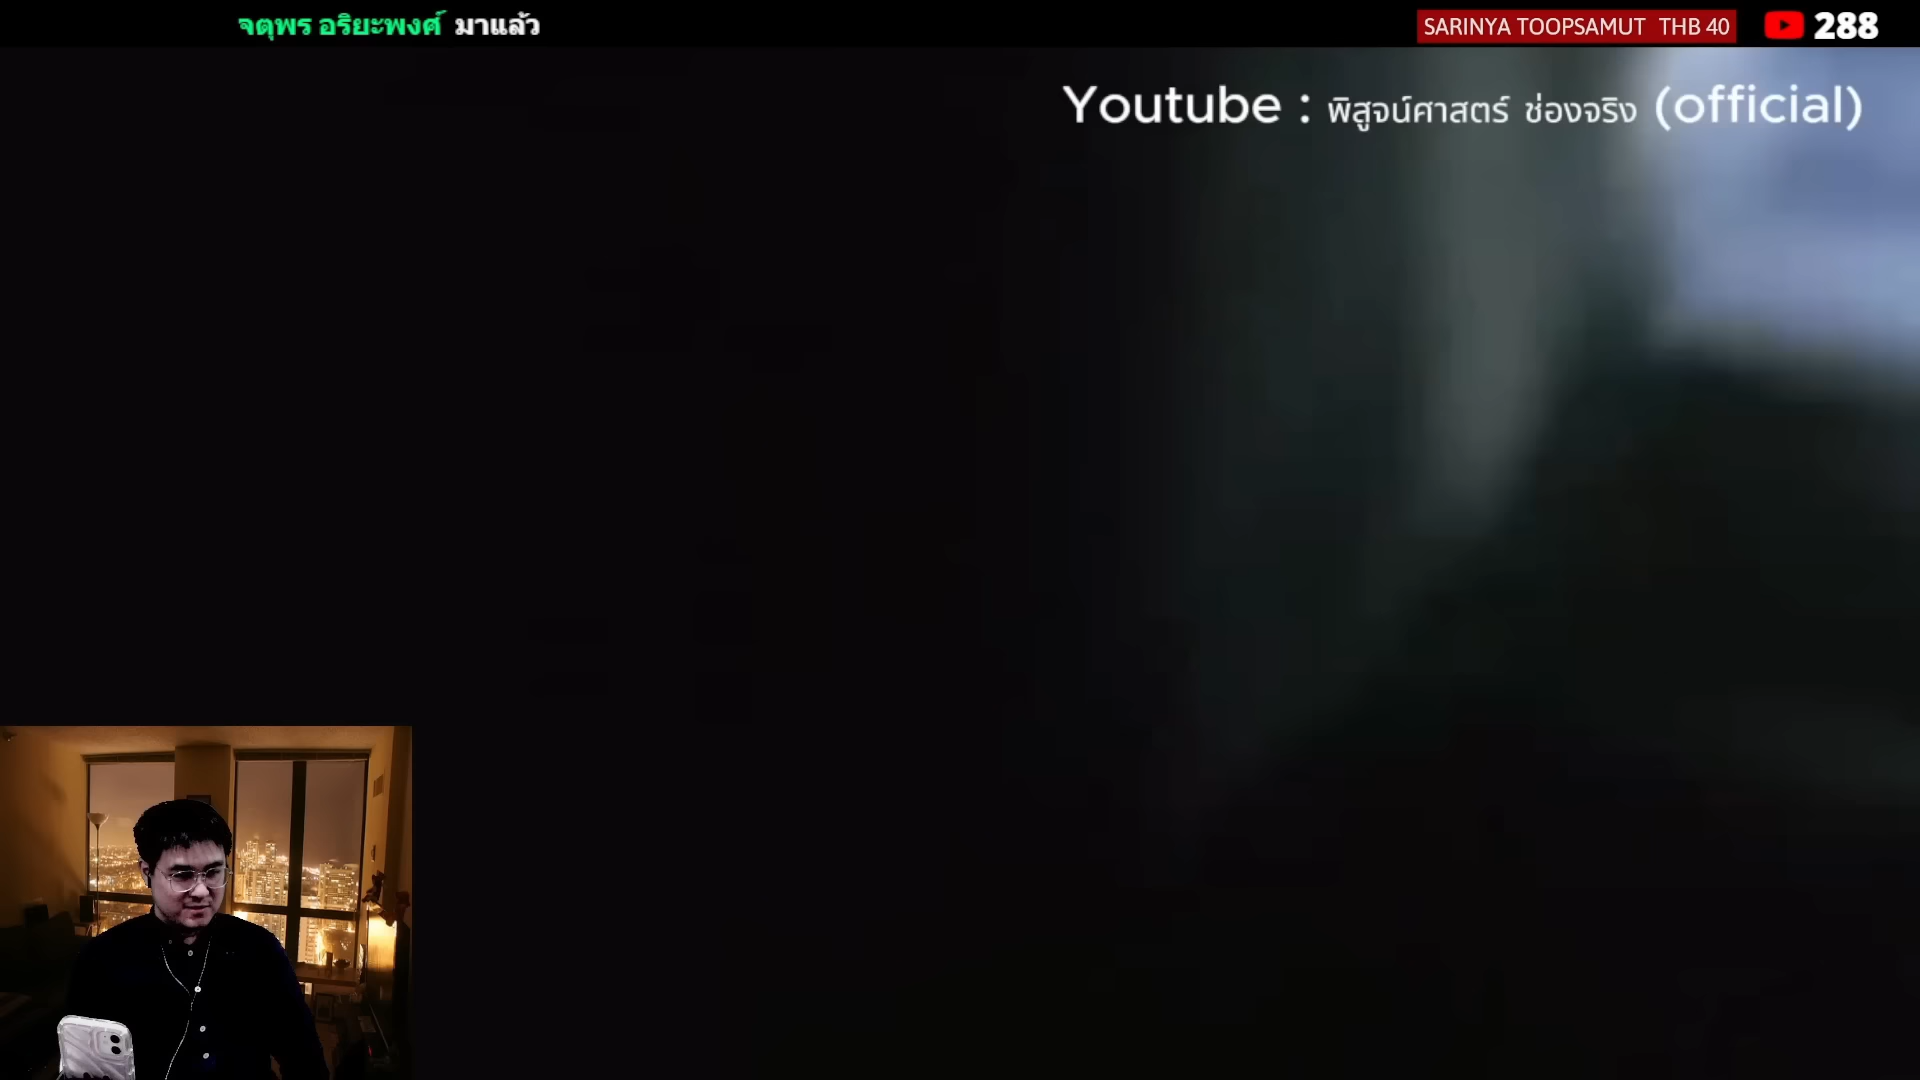 จตุพร อริยะพงศ์ มาแล้ว
SARINYA TOOPSAMUT THB 40
288
Youtube : พิสูจน์ศาสตร์ ช่องจริง (official)